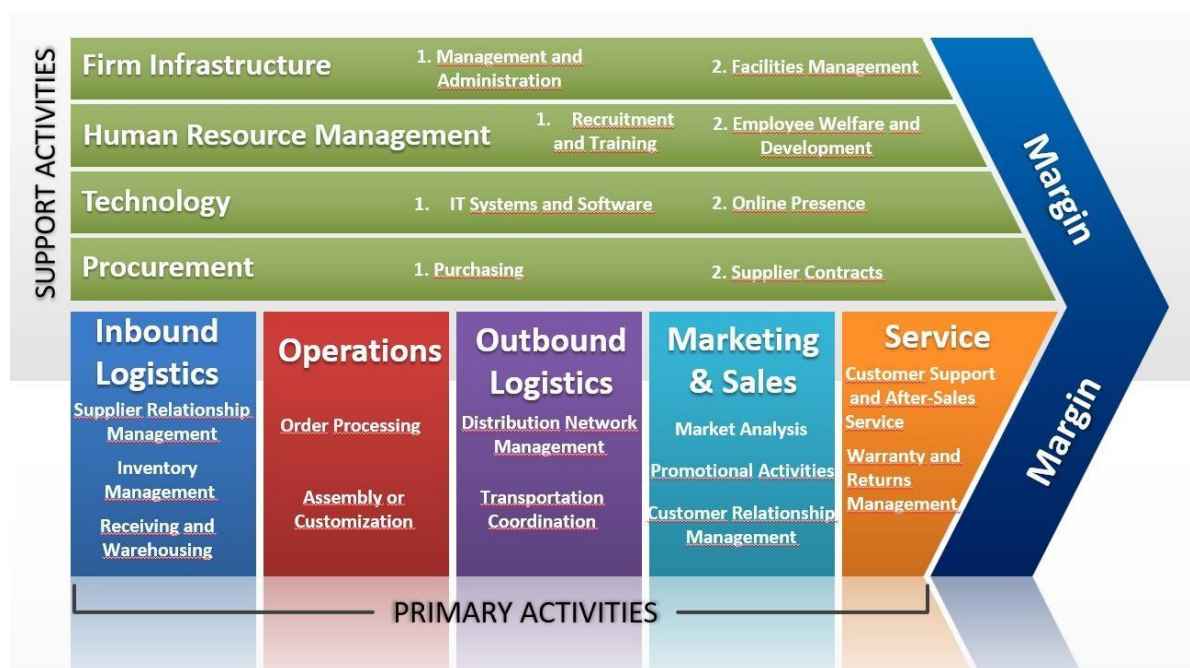 SUPPORT ACTIVITIES
Firm Infrastructure
1. Management and
Administration
2. Facilities Management
Human Resource Management
1. Recruitment
and Training
2. Employee Welfare and
Development
Technology
1. IT Systems and Software
2. Online Presence
Procurement
1. Purchasing
2. Supplier Contracts
Margin
Margin
Inbound
Logistics
Supplier Relationship
Management
Inventory
Management
Receiving and
Warehousing
Operations
Order Processing
Assembly or
Customization
Outbound
Logistics
Distribution Network
Management
Transportation
Coordination
Marketing
& Sales
Market Analysis
Promotional Activities
Customer Relationship
Management
Service
Customer Support
and After-Sales
Service
Warranty and
Returns
Management
PRIMARY ACTIVITIES